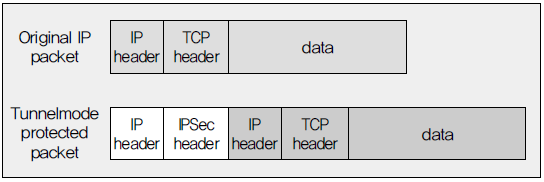 Original IP
packet
IP
header
TCP
header
data
Tunnelmode
protected
packet
IP
header
IPSec
header
IP
header
TCP
header
data